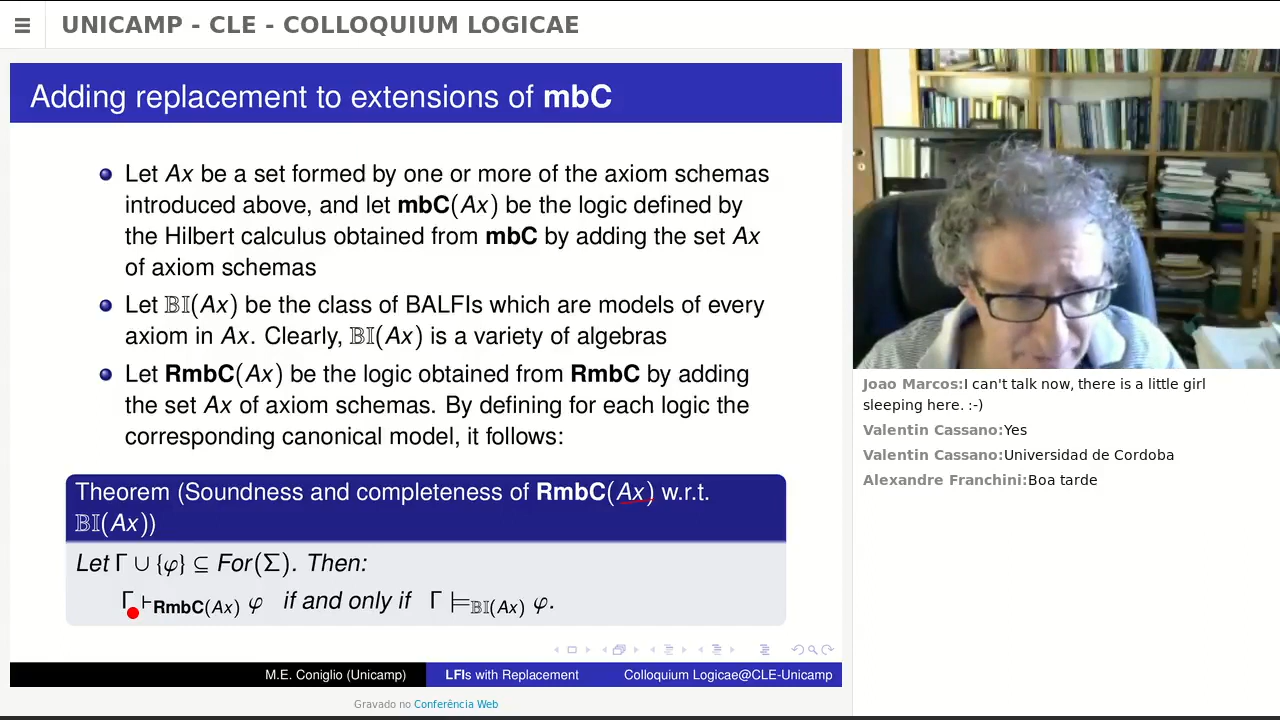 UNICAMP - CLE - COLLOQUIUM LOGICAE
Adding replacement to extensions of mbC
Let Ax be a set formed by one or more of the axiom schemas
introduced above, and let mbC(Ax) be the logic defined by
the Hilbert calculus obtained from mbC by adding the set Ax
of axiom schemas
Let 𝔹𝕀(Ax) be the class of BALFIs which are models of every
axiom in Ax. Clearly, 𝔹𝕀(Ax) is a variety of algebras
Let RmbC(Ax) be the logic obtained from RmbC by adding
the set Ax of axiom schemas. By defining for each logic the
corresponding canonical model, it follows:
Theorem (Soundness and completeness of RmbC(Ax) w.r.t.
𝔹𝕀(Ax))
Let Γ ∪ {φ} ⊆ For(Σ). Then:
Γ ⊢RmbC(Ax) φ if and only if Γ ⊨𝔹𝕀(Ax) φ.
M.E. Coniglio (Unicamp) LFIs with Replacement Colloquium Logicae@CLE-Unicamp
Gravado no Conferência Web
Joao Marcos:I can't talk now, there is a little girl
sleeping here. :-)
Valentin Cassano:Yes
Valentin Cassano:Universidad de Cordoba
Alexandre Franchini:Boa tarde